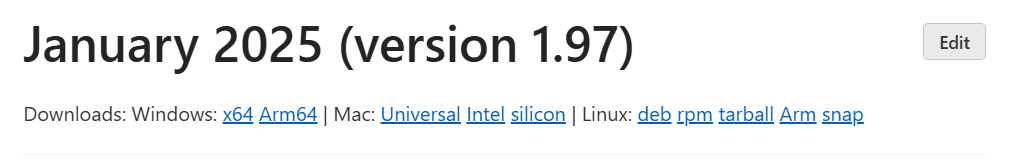 January 2025 (version 1.97)
Edit
Downloads: Windows: x64 Arm64 | Mac: Universal Intel silicon | Linux: deb rpm tarball Arm snap